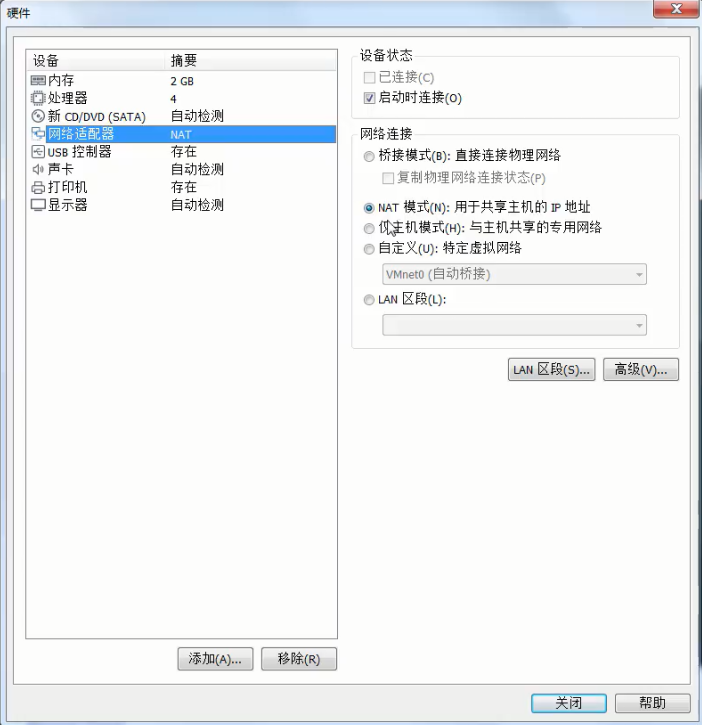 硬件
设备 摘要
内存 2 GB
处理器 4
新 CD/DVD (SATA) 自动检测
网络适配器 NAT
USB 控制器 存在
声卡 自动检测
打印机 存在
显示器 自动检测
添加(A)... 移除(R)
设备状态
已连接(C)
启动时连接(O)
网络连接
桥接模式(B): 直接连接物理网络
复制物理网络连接状态(P)
NAT 模式(N): 用于共享主机的 IP 地址
仅主机模式(H): 与主机共享的专用网络
自定义(U): 特定虚拟网络
VMnet0 (自动桥接)
LAN 区段(L):
LAN 区段(S)... 高级(V)...
关闭 帮助